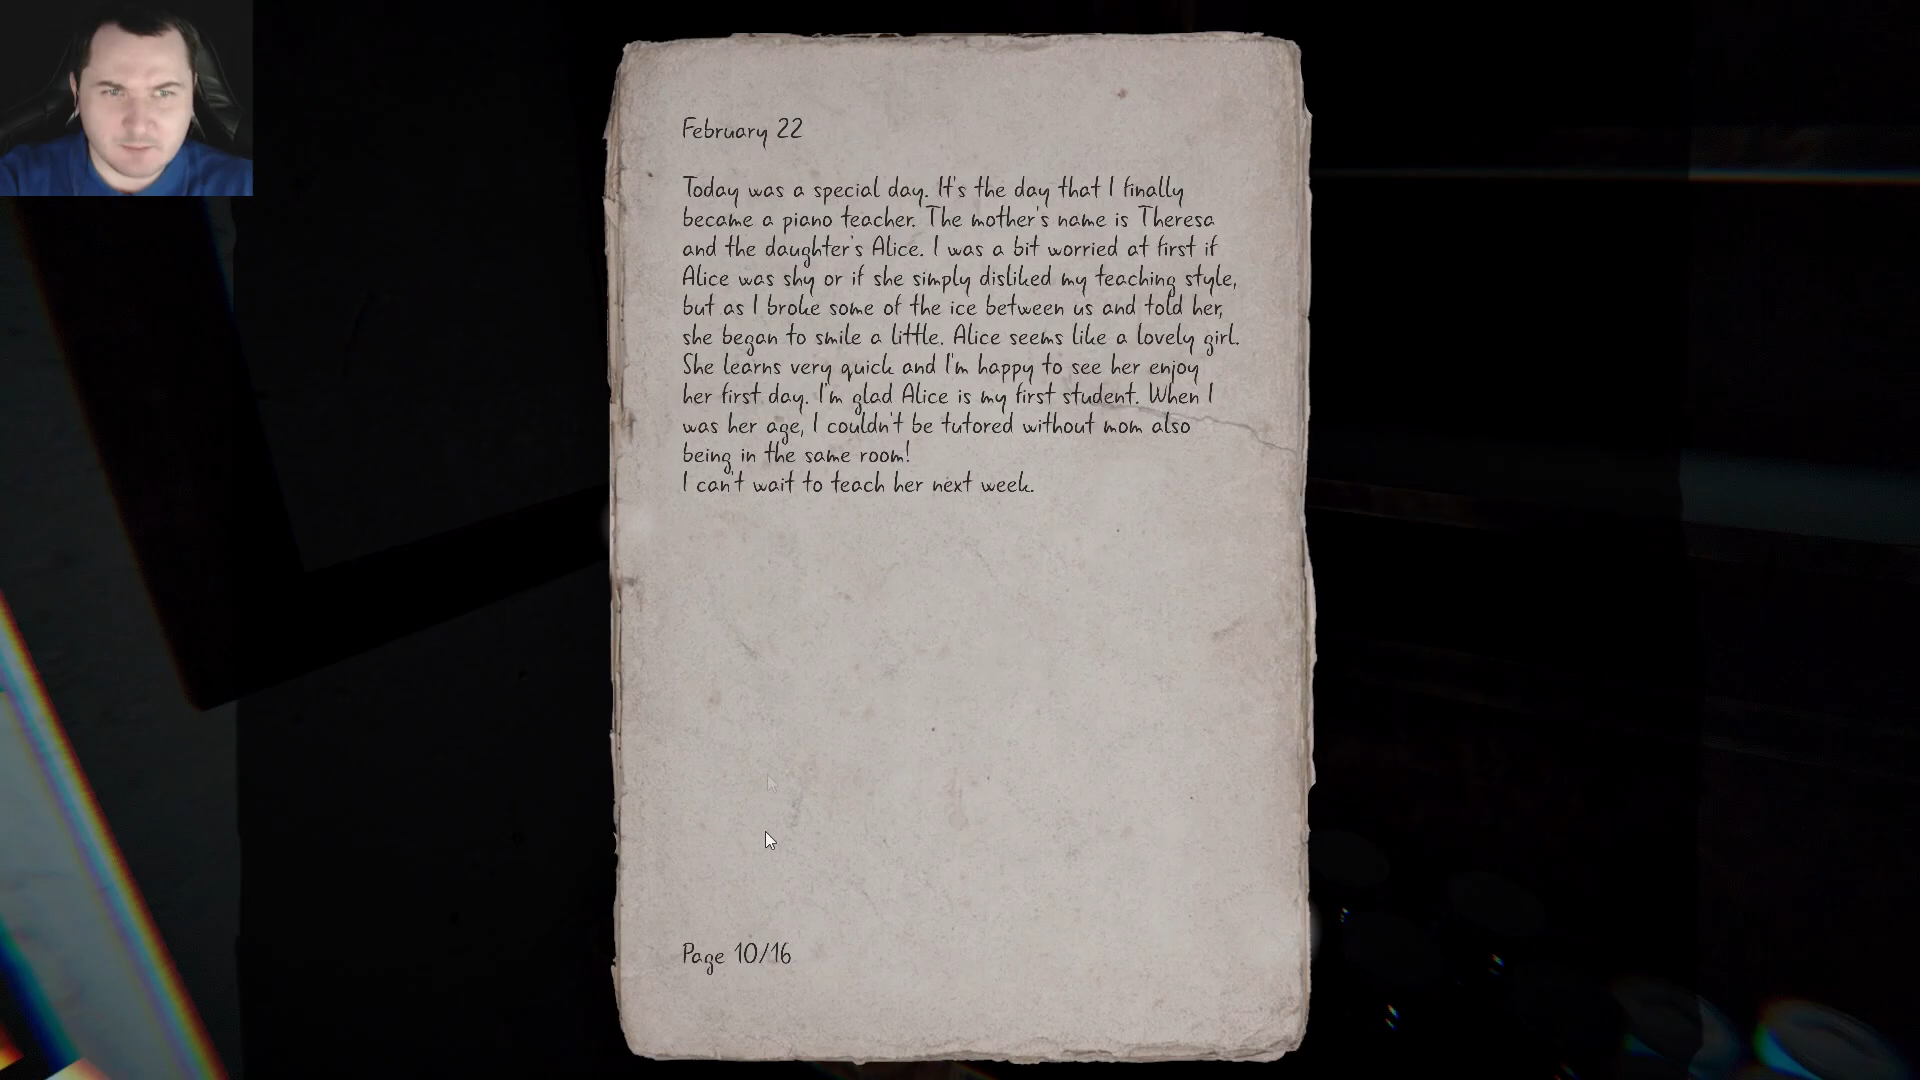 February 22
Today was a special day. It's the day that I finally
became a piano teacher. The mother's name is Theresa
and the daughter's Alice. I was a bit worried at first if
Alice was shy or if she simply disliked my teaching style,
but as I broke some of the ice between us and told her,
she began to smile a little. Alice seems like a lovely girl.
She learns very quick and I'm happy to see her enjoy
her first day. I'm glad Alice is my first student. When I
was her age, I couldn't be tutored without mom also
being in the same room!
I can't wait to teach her next week.
Page 10/16